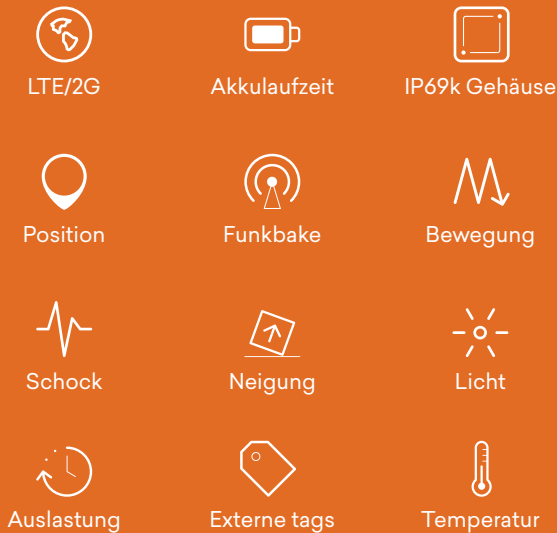 LTE/2G
Akkulaufzeit
IP69k Gehäuse
Position
Funkbake
Bewegung
Schock
Neigung
Licht
Auslastung
Externe tags
Temperatur